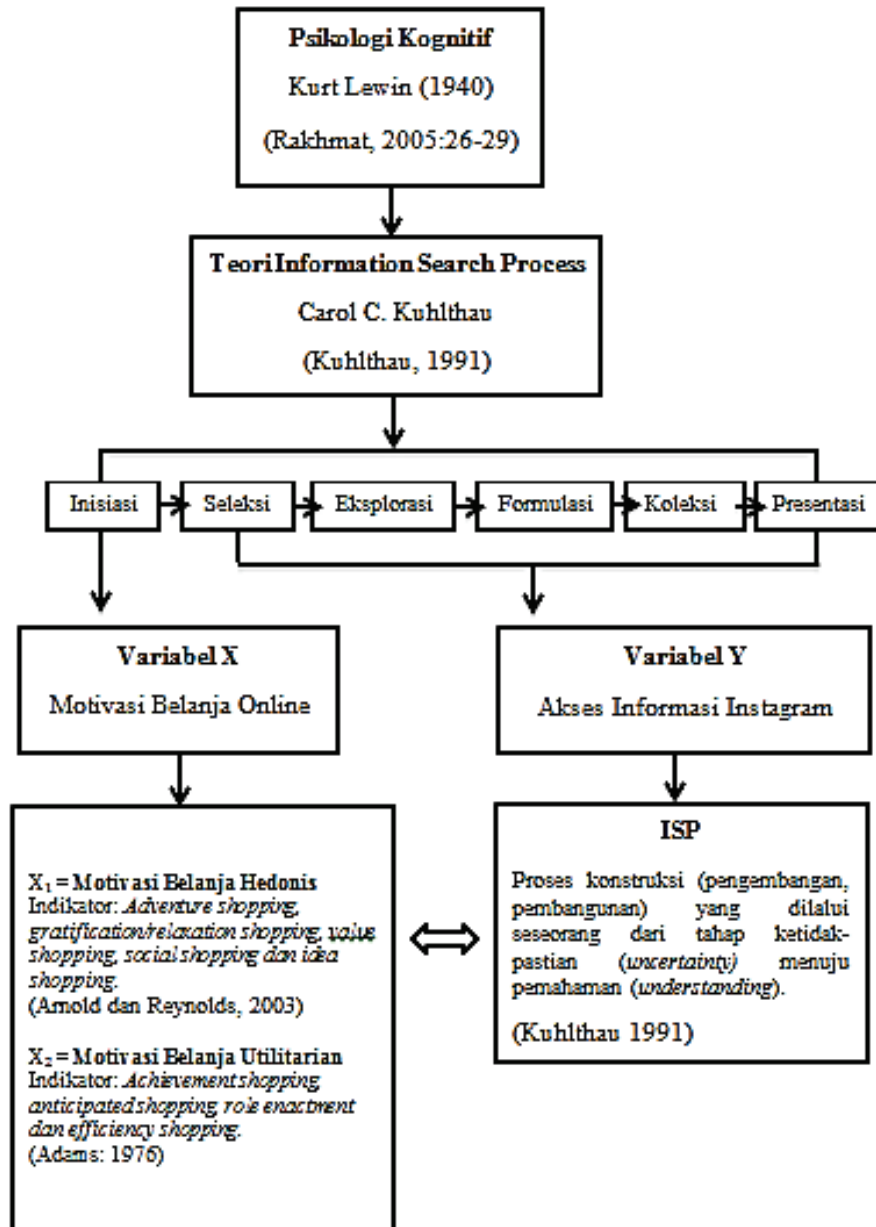 Psikologi Kognitif
Kurt Lewin (1940)
(Rakhmat, 2005:26-29)
Teori Information Search Process
Carol C. Kuhlthau
(Kuhlthau, 1991)
Inisiasi
Seleksi
Eksplorasi
Formulasi
Koleksi
Presentasi
Variabel X
Motivasi Belanja Online
Variabel Y
Akses Informasi Instagram
X₁ = Motivasi Belanja Hedonis
Indikator: Adventure shopping,
gratification/relaxation shopping, value
shopping, social shopping dan idea
shopping.
(Arnold dan Reynolds, 2003)
X₂ = Motivasi Belanja Utilitarian
Indikator: Achievement shopping,
anticipated shopping, role enactment
dan efficiency shopping.
(Adams: 1976)
ISP
Proses konstruksi (pengembangan,
pembangunan) yang dilalui
seseorang dari tahap ketidak-
pastian (uncertainty) menuju
pemahaman (understanding).
(Kuhlthau 1991)